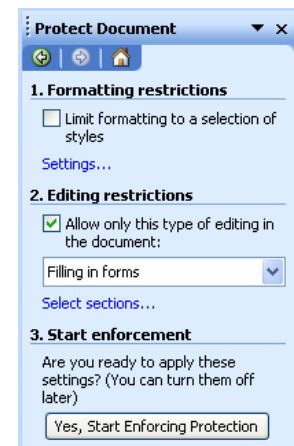 Protect Document
1. Formatting restrictions
Limit formatting to a selection of
styles
Settings...
2. Editing restrictions
Allow only this type of editing in
the document:
Filling in forms
Select sections...
3. Start enforcement
Are you ready to apply these
settings? (You can turn them off
later)
Yes, Start Enforcing Protection